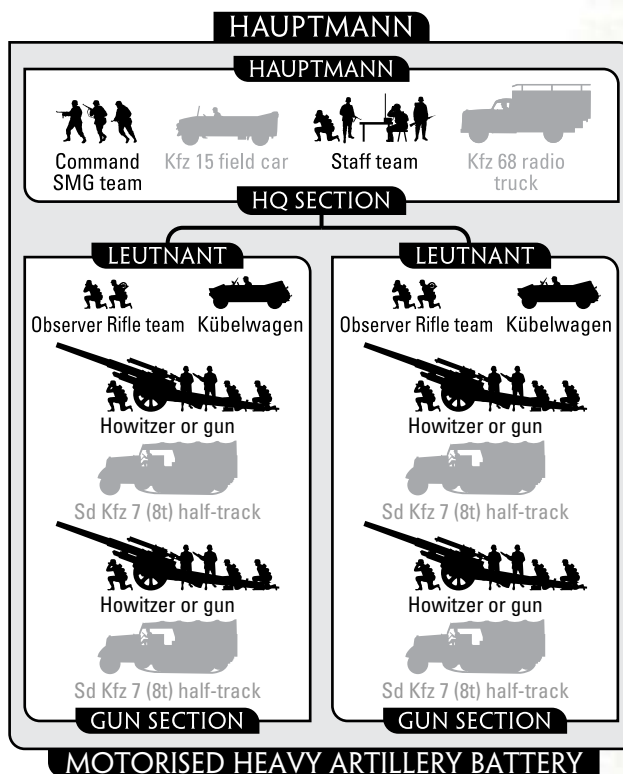 HAUPTMANN
HAUPTMANN
Command
SMG team
Kfz 15 field car
Staff team
Kfz 68 radio
truck
HQ SECTION
LEUTNANT
Observer Rifle team
Kübelwagen
Howitzer or gun
Sd Kfz 7 (8t) half-track
Howitzer or gun
Sd Kfz 7 (8t) half-track
GUN SECTION
LEUTNANT
Observer Rifle team
Kübelwagen
Howitzer or gun
Sd Kfz 7 (8t) half-track
Howitzer or gun
Sd Kfz 7 (8t) half-track
GUN SECTION
MOTORISED HEAVY ARTILLERY BATTERY